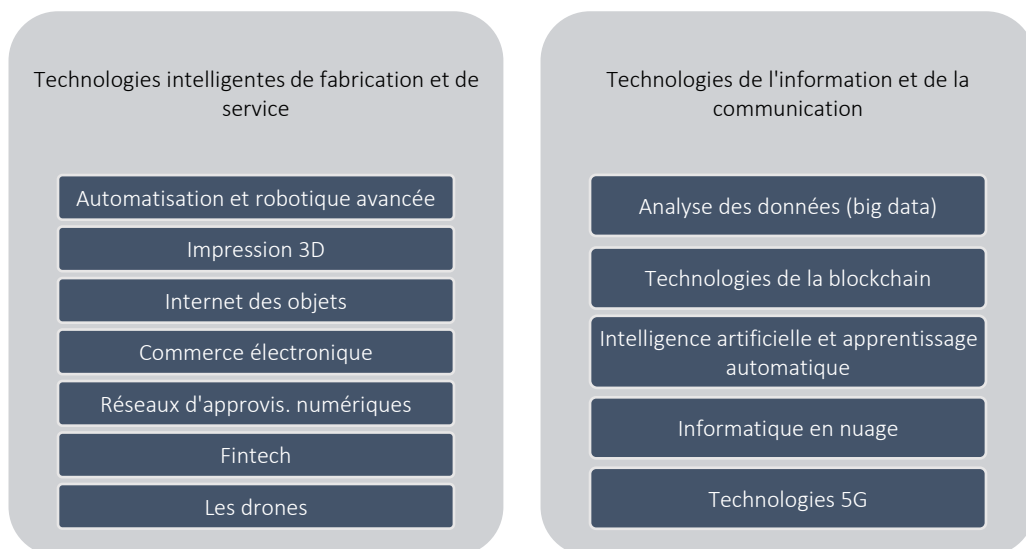 Technologies intelligentes de fabrication et de
service
Automatisation et robotique avancée
Impression 3D
Internet des objets
Commerce électronique
Réseaux d'approvis. numériques
Fintech
Les drones
Technologies de l'information et de la
communication
Analyse des données (big data)
Technologies de la blockchain
Intelligence artificielle et apprentissage
automatique
Informatique en nuage
Technologies 5G